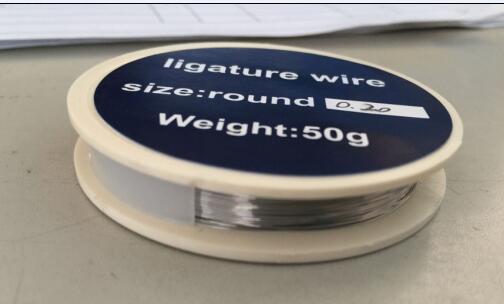 ligature wire
size:round 0.20
Weight:50g